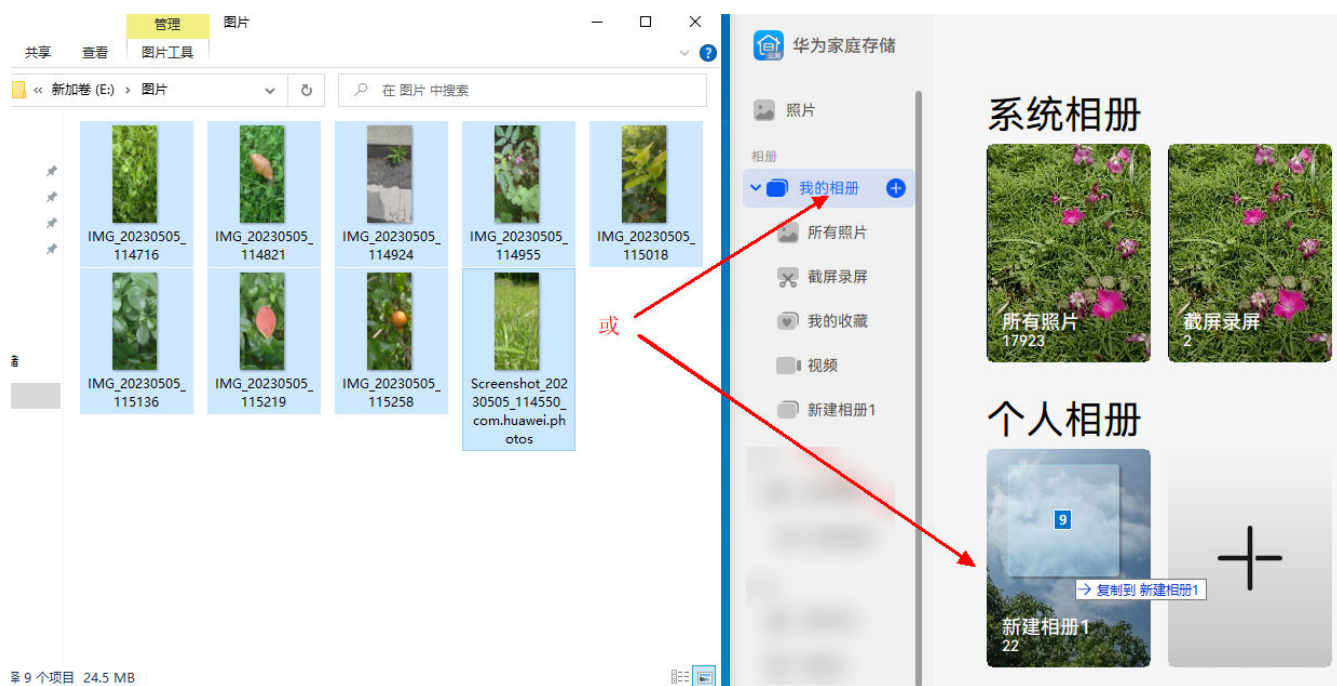 管理
图片
共享
查看
图片工具
新加卷 (E:) › 图片
在 图片 中搜索
IMG_20230505_
114716
IMG_20230505_
114821
IMG_20230505_
114924
IMG_20230505_
114955
IMG_20230505_
115018
IMG_20230505_
115136
IMG_20230505_
115219
IMG_20230505_
115258
Screenshot_202
30505_114550_
com.huawei.ph
otos
9 个项目 24.5 MB
或
华为家庭存储
照片
相册
我的相册
所有照片
截屏录屏
我的收藏
视频
新建相册1
系统相册
所有照片
17923
截屏录屏
2
个人相册
9
复制到 新建相册1
新建相册1
22